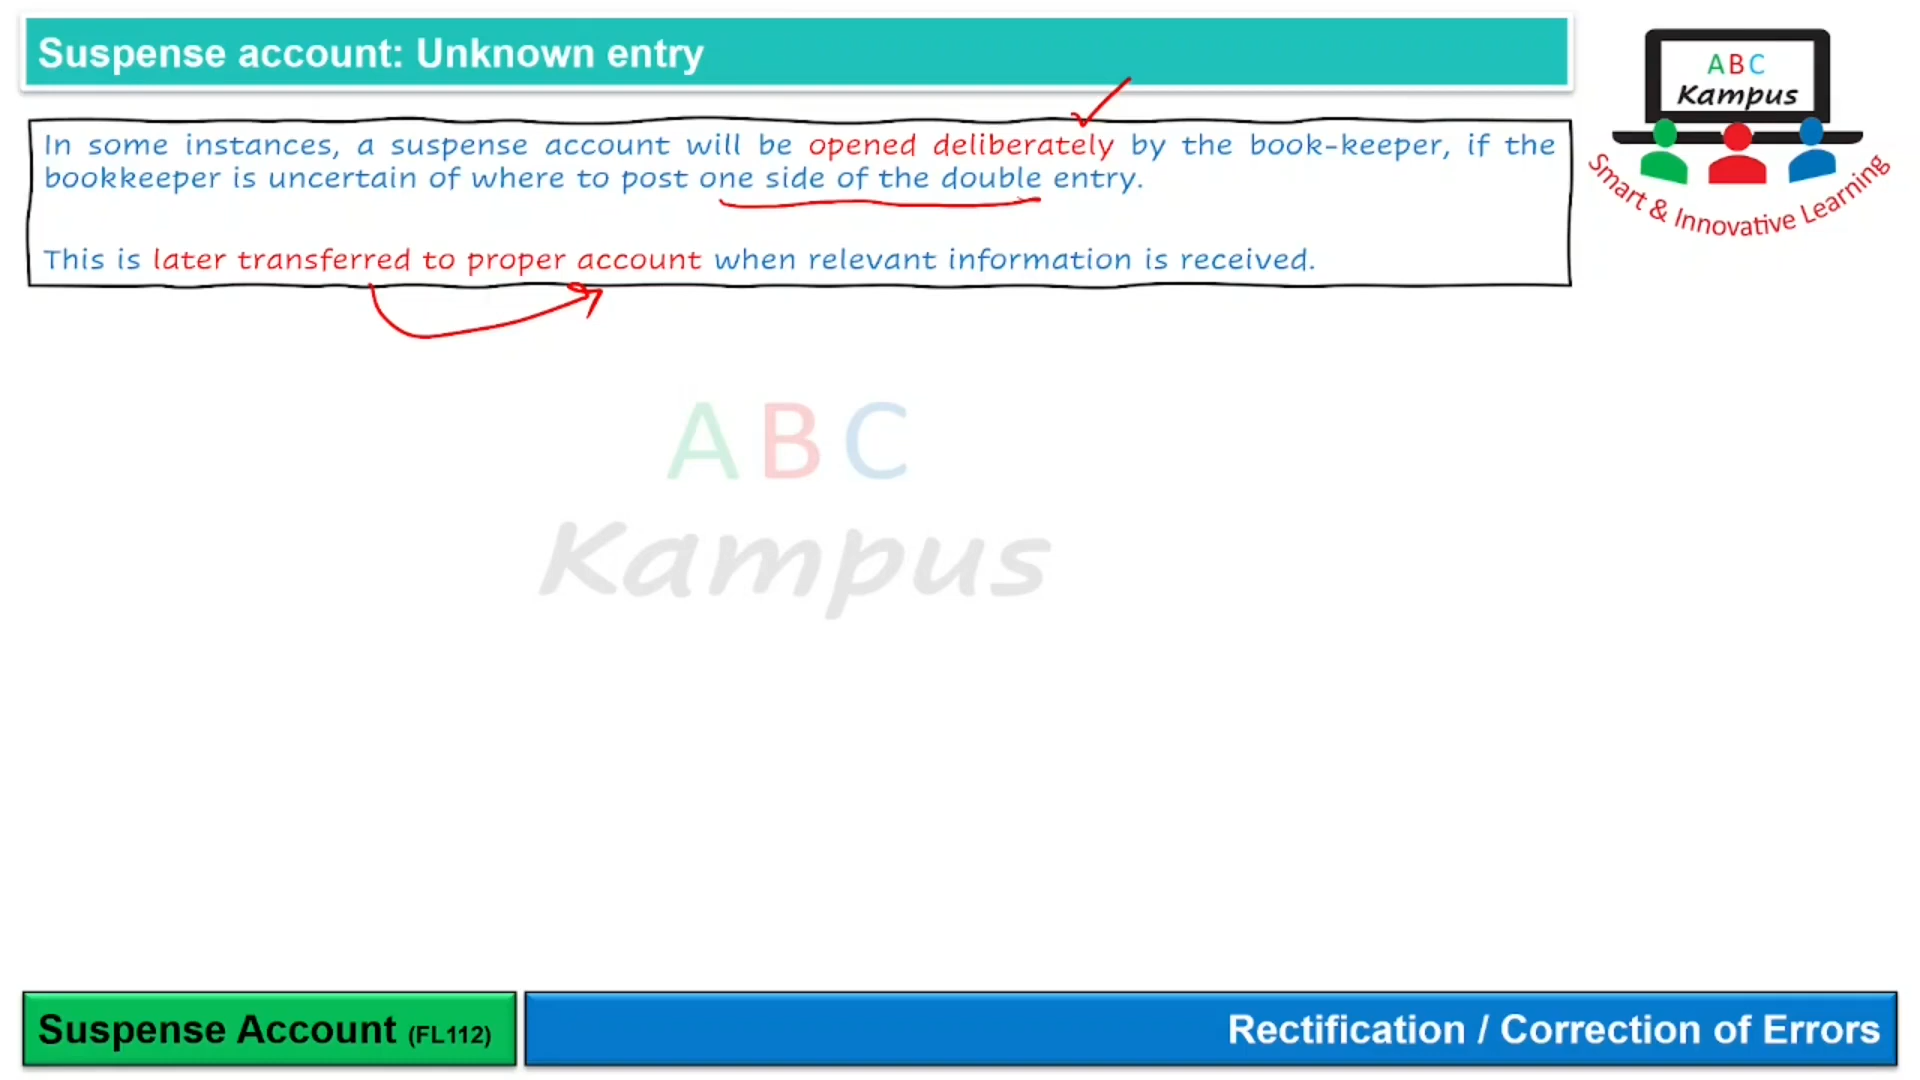 Suspense account: Unknown entry
A B C
Kampus
Smart & Innovative Learning
In some instances, a suspense account will be opened deliberately by the book-keeper, if the
bookkeeper is uncertain of where to post one side of the double entry.
This is later transferred to proper account when relevant information is received.
A B C
Kampus
Suspense Account (FL112)
Rectification / Correction of Errors